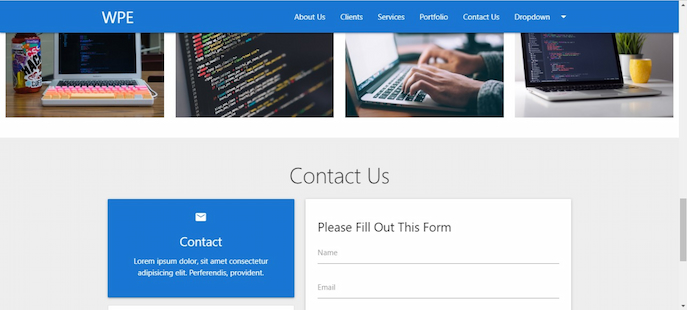 WPE
About Us
Clients
Services
Portfolio
Contact Us
Dropdown
Contact Us
Contact
Lorem ipsum dolor, sit amet consectetur
adipisicing elit. Perferendis, provident.
Please Fill Out This Form
Name
Email